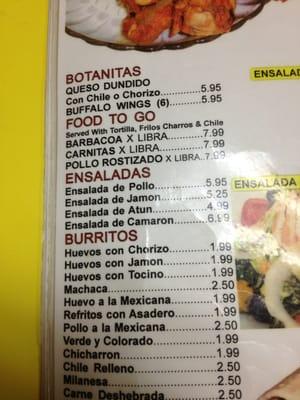 BOTANITAS
QUESO DUNDIDO
Con Chile o Chorizo..............5.95
BUFFALO WINGS (6)...........5.95
FOOD TO GO
Served With Tortilla, Frilos Charros & Chile
BARBACOA X LIBRA............7.99
CARNITAS X LIBRA..............7.99
POLLO ROSTIZADO X LIBRA..7.99
ENSALADAS
Ensalada de Pollo.................5.95
Ensalada de Jamon..............5.25
Ensalada de Atun.................4.99
Ensalada de Camaron..........6.99
BURRITOS
Huevos con Chorizo..............1.99
Huevos con Jamon................1.99
Huevos con Tocino................1.99
Machaca................................2.50
Huevo a la Mexicana.............1.99
Refritos con Asadero.............1.99
Pollo a la Mexicana................2.50
Verde y Colorado...................1.99
Chicharron.............................1.99
Chile Relleno.........................2.50
Milanesa................................2.50
Carne Deshebrada................2.50
ENSALAD
ENSALADA